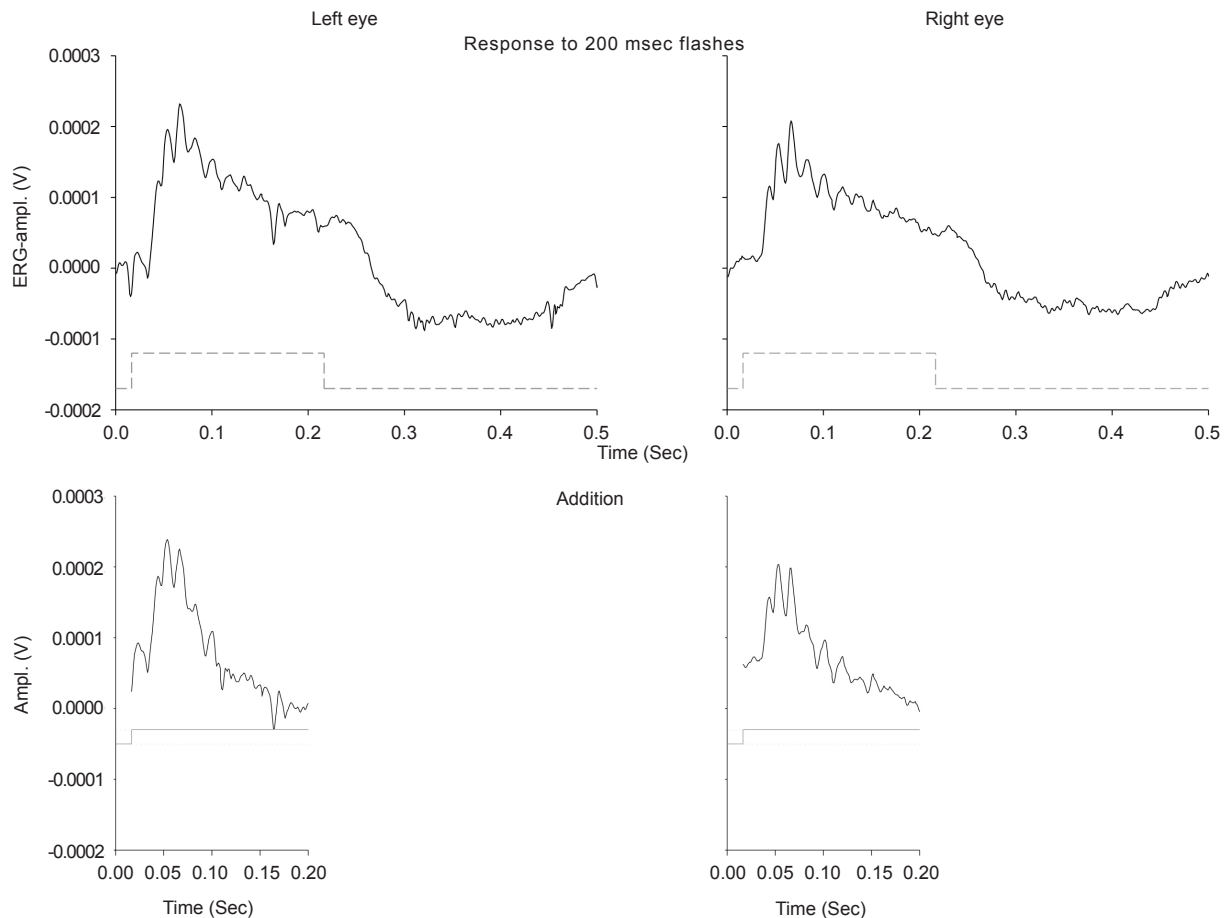 Left eye
Right eye
Response to 200 msec flashes
0.0003
0.0002
0.0001
0.0000
-0.0001
-0.0002
ERG-ampl. (V)
0.0 0.1 0.2 0.3 0.4 0.5
0.0 0.1 0.2 0.3 0.4 0.5
Time (Sec)
Addition
0.0003
0.0002
0.0001
0.0000
-0.0001
-0.0002
Ampl. (V)
0.00 0.05 0.10 0.15 0.20
0.00 0.05 0.10 0.15 0.20
Time (Sec)
Time (Sec)